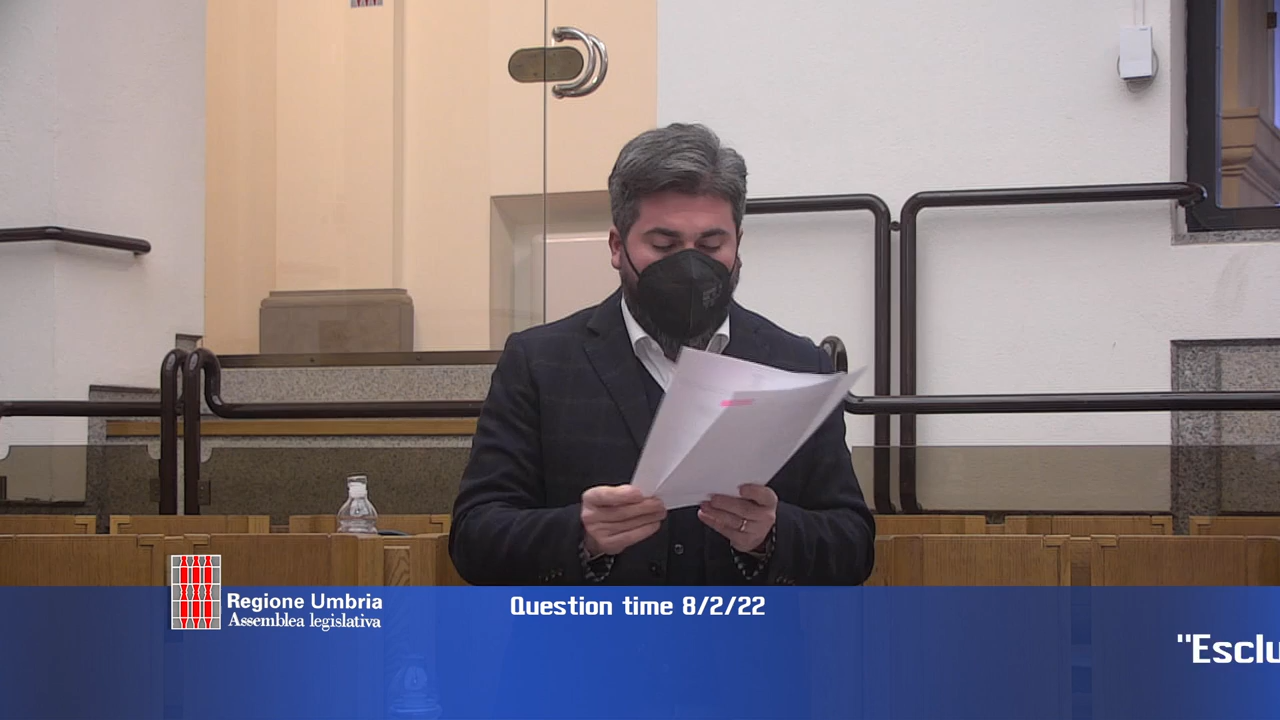 Question time 8/2/22
Regione Umbria
Assemblea legislativa
"Esclu